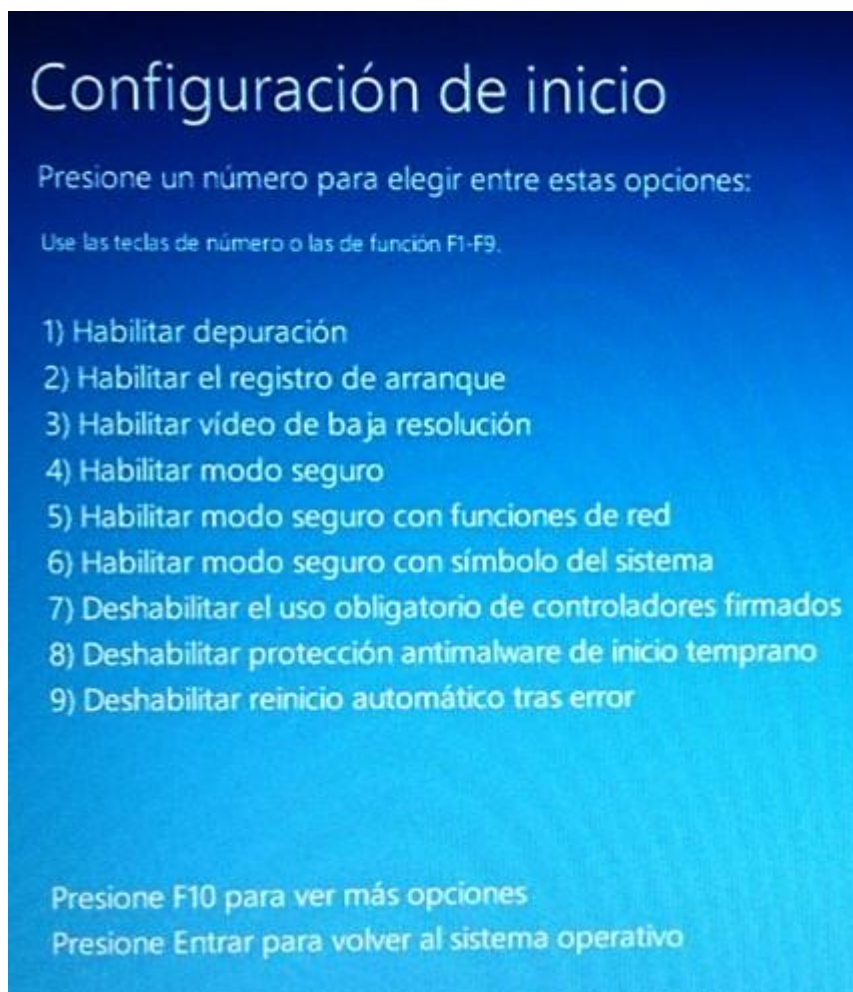 Configuración de inicio
Presione un número para elegir entre estas opciones:
Use las teclas de número o las de función F1-F9.
1) Habilitar depuración
2) Habilitar el registro de arranque
3) Habilitar vídeo de baja resolución
4) Habilitar modo seguro
5) Habilitar modo seguro con funciones de red
6) Habilitar modo seguro con símbolo del sistema
7) Deshabilitar el uso obligatorio de controladores firmados
8) Deshabilitar protección antimalware de inicio temprano
9) Deshabilitar reinicio automático tras error
Presione F10 para ver más opciones
Presione Entrar para volver al sistema operativo